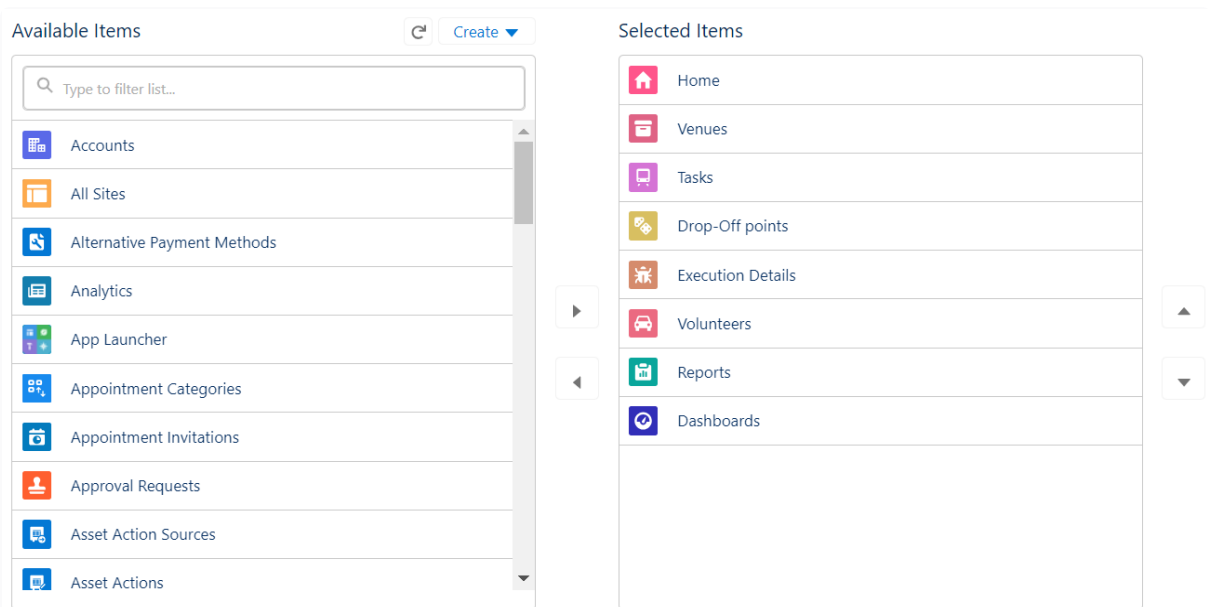 Available Items
Create
Type to filter list...
Accounts
All Sites
Alternative Payment Methods
Analytics
App Launcher
Appointment Categories
Appointment Invitations
Approval Requests
Asset Action Sources
Asset Actions
Selected Items
Home
Venues
Tasks
Drop-Off points
Execution Details
Volunteers
Reports
Dashboards